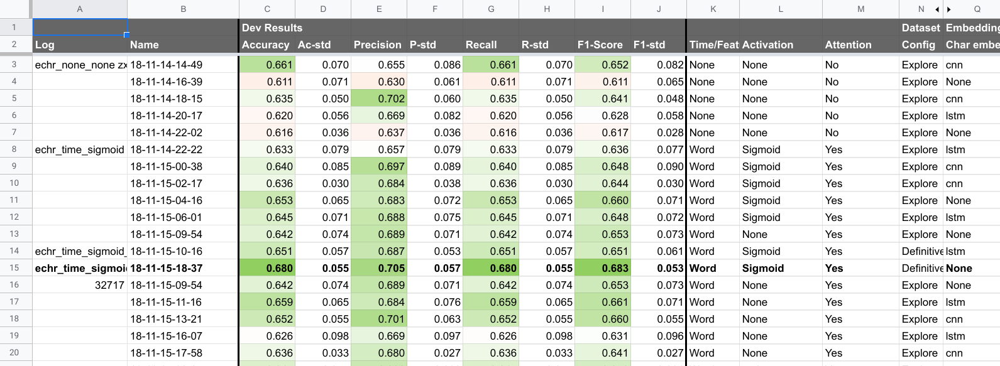 A B C D E F G H I J K L M N Q
1 Dev Results Dataset Embedding
2 Log Name Accuracy Ac-std Precision P-std Recall R-std F1-Score F1-std Time/Feat Activation Attention Config Char embe
3 echr_none_none zx 18-11-14-14-49 0.661 0.070 0.655 0.086 0.661 0.070 0.652 0.082 None None No Explore cnn
4 18-11-14-16-39 0.611 0.071 0.630 0.061 0.611 0.071 0.611 0.065 None None No Explore None
5 18-11-14-18-15 0.635 0.050 0.702 0.060 0.635 0.050 0.641 0.048 None None No Explore cnn
6 18-11-14-20-17 0.620 0.056 0.669 0.082 0.620 0.056 0.628 0.058 None None No Explore lstm
7 18-11-14-22-02 0.616 0.036 0.637 0.036 0.616 0.036 0.617 0.028 None None No Explore None
8 echr_time_sigmoid 18-11-14-22-22 0.633 0.079 0.657 0.079 0.633 0.079 0.636 0.077 Word Sigmoid Yes Explore lstm
9 18-11-15-00-38 0.640 0.085 0.697 0.089 0.640 0.085 0.648 0.090 Word Sigmoid Yes Explore cnn
10 18-11-15-02-17 0.636 0.030 0.684 0.038 0.636 0.030 0.644 0.030 Word Sigmoid Yes Explore cnn
11 18-11-15-04-16 0.653 0.065 0.683 0.072 0.653 0.065 0.660 0.071 Word Sigmoid Yes Explore None
12 18-11-15-06-01 0.645 0.071 0.688 0.075 0.645 0.071 0.648 0.072 Word Sigmoid Yes Explore lstm
13 18-11-15-09-54 0.642 0.074 0.689 0.071 0.642 0.074 0.653 0.073 Word None Yes Explore None
14 echr_time_sigmoid_ 18-11-15-10-16 0.651 0.057 0.687 0.053 0.651 0.057 0.651 0.061 Word Sigmoid Yes Definitive lstm
15 echr_time_sigmoi 18-11-15-18-37 0.680 0.055 0.705 0.057 0.680 0.055 0.683 0.053 Word Sigmoid Yes Definitive None
16 32717 18-11-15-09-54 0.642 0.074 0.689 0.071 0.642 0.074 0.653 0.073 Word None Yes Explore None
17 18-11-15-11-16 0.659 0.065 0.684 0.076 0.659 0.065 0.661 0.071 Word None Yes Explore lstm
18 18-11-15-13-21 0.652 0.055 0.701 0.063 0.652 0.055 0.660 0.055 Word None Yes Explore cnn
19 18-11-15-16-07 0.626 0.098 0.669 0.097 0.626 0.098 0.631 0.096 Word None Yes Explore lstm
20 18-11-15-17-58 0.636 0.033 0.680 0.027 0.636 0.033 0.641 0.027 Word None Yes Explore cnn